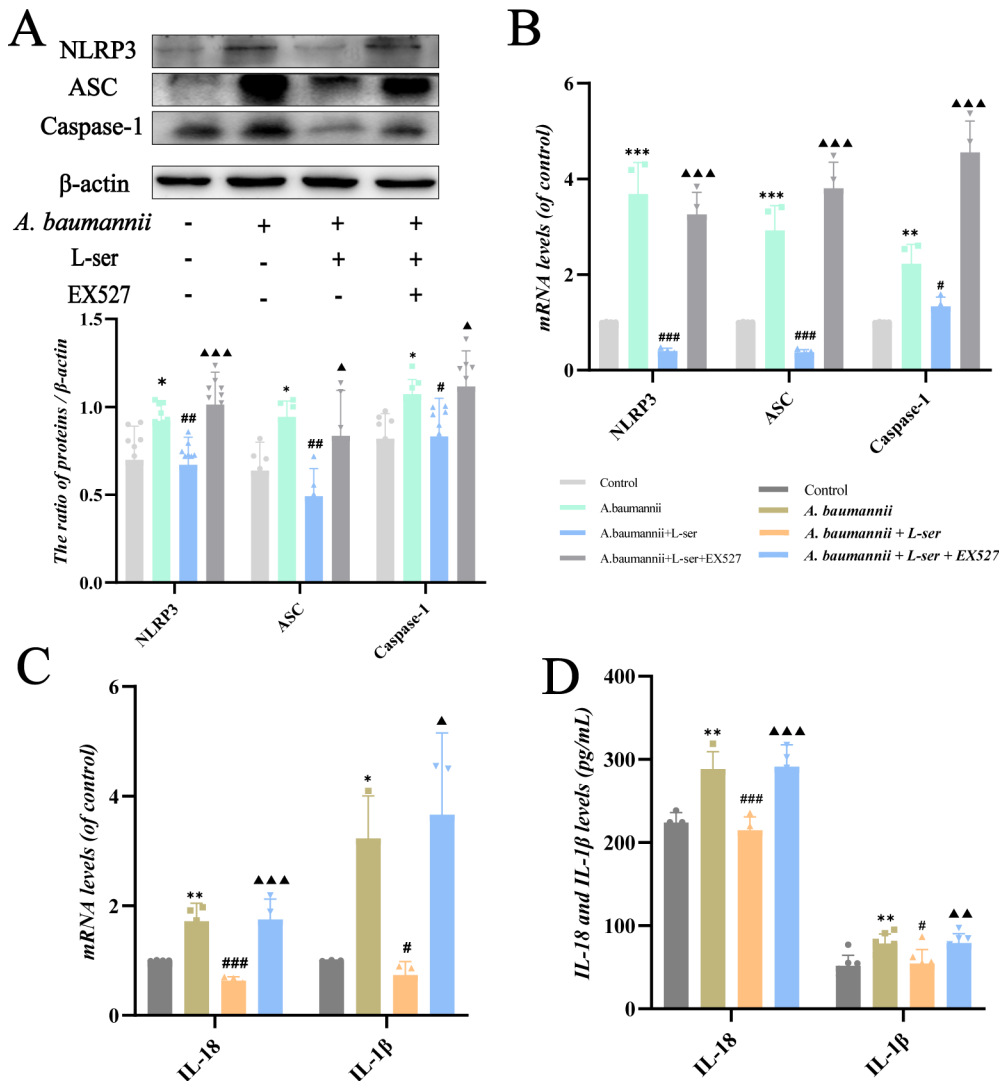 A
NLRP3
ASC
Caspase-1
β-actin
A. baumannii - + + +
L-ser - - + +
EX527 - - - +
The ratio of proteins / β-actin
1.5
1.0
0.5
0.0
* ## ▲▲▲
* ## ▲
* # ▲
NLRP3
ASC
Caspase-1
B
mRNA levels (of control)
6
4
2
0
*** ### ▲▲▲
*** ### ▲▲▲
** # ▲▲▲
NLRP3
ASC
Caspase-1
Control
A.baumannii
A.baumannii+L-ser
A.baumannii+L-ser+EX527
Control
A. baumannii
A. baumannii + L-ser
A. baumannii + L-ser + EX527
C
mRNA levels (of control)
6
4
2
0
** ### ▲▲▲
* # ▲
IL-18
IL-1β
D
IL-18 and IL-1β levels (pg/mL)
400
300
200
100
0
** ### ▲▲▲
** # ▲▲
IL-18
IL-1β